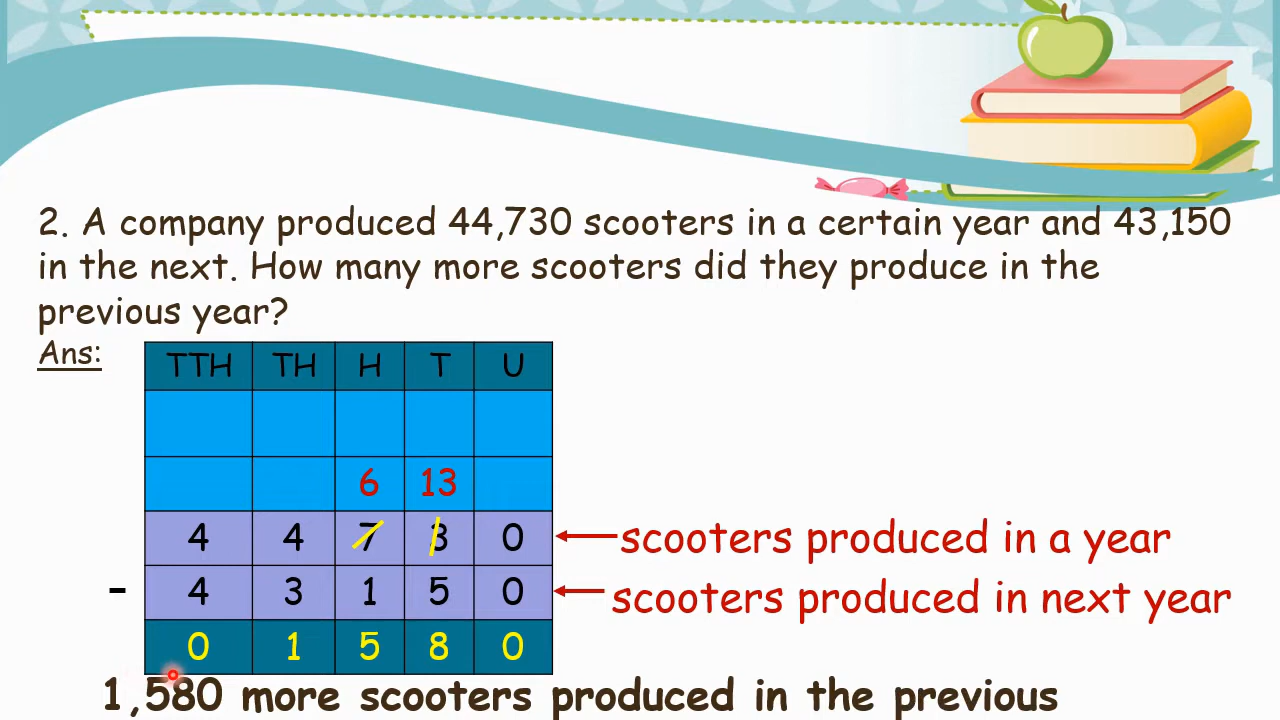 2. A company produced 44,730 scooters in a certain year and 43,150
in the next. How many more scooters did they produce in the
previous year?
Ans:
TTH TH H T U
6 13
4 4 7 3 0 scooters produced in a year
- 4 3 1 5 0 scooters produced in next year
0 1 5 8 0
1,580 more scooters produced in the previous